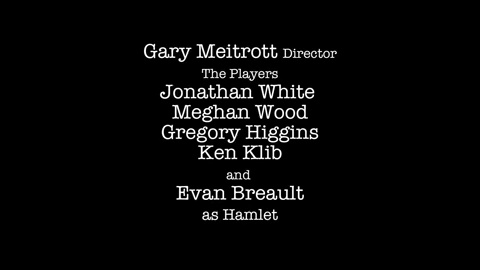 Gary Meitrott Director
The Players
Jonathan White
Meghan Wood
Gregory Higgins
Ken Klib
and
Evan Breault
as Hamlet